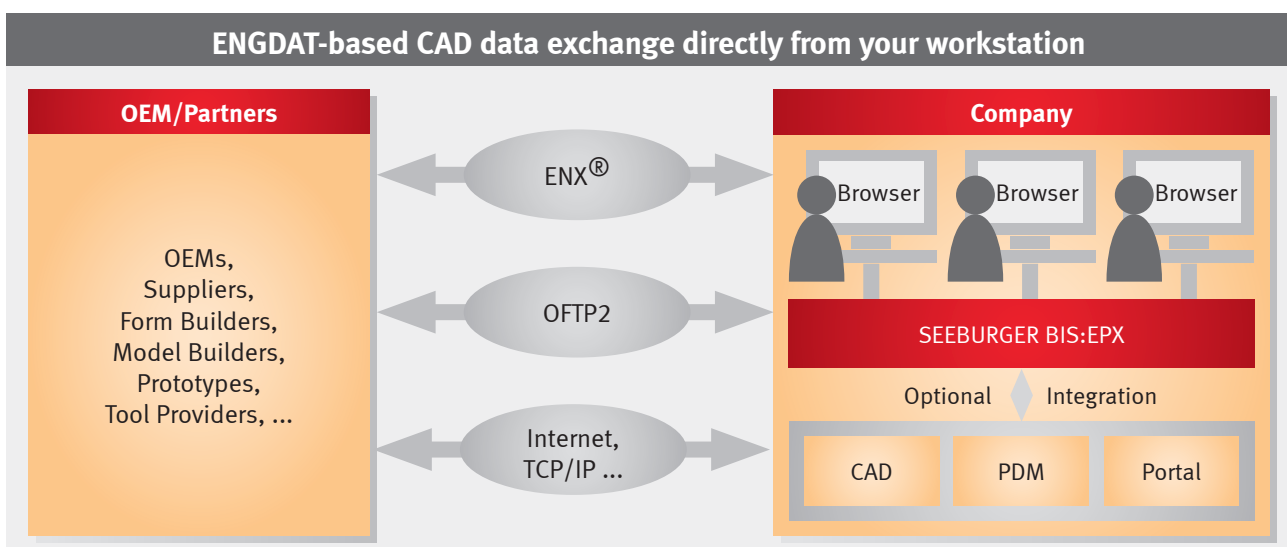 ENGDAT-based CAD data exchange directly from your workstation
OEM/Partners
OEMs,
Suppliers,
Form Builders,
Model Builders,
Prototypes,
Tool Providers, ...
ENX®
OFTP2
Internet,
TCP/IP ...
Company
Browser
Browser
Browser
SEEBURGER BIS:EPX
Optional Integration
CAD
PDM
Portal